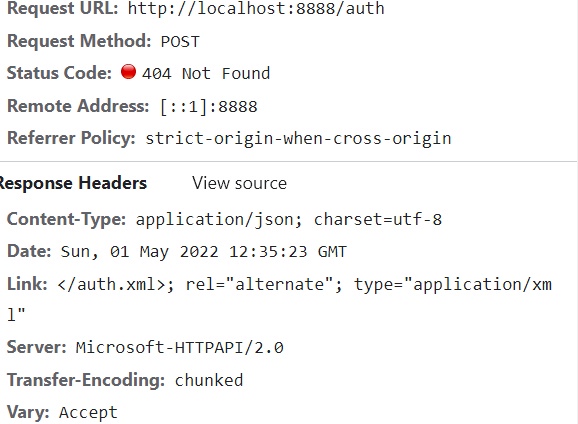 Request URL: http://localhost:8888/auth
Request Method: POST
Status Code: 404 Not Found
Remote Address: [::1]:8888
Referrer Policy: strict-origin-when-cross-origin
Response Headers View source
Content-Type: application/json; charset=utf-8
Date: Sun, 01 May 2022 12:35:23 GMT
Link: </auth.xml>; rel="alternate"; type="application/xm
l"
Server: Microsoft-HTTPAPI/2.0
Transfer-Encoding: chunked
Vary: Accept